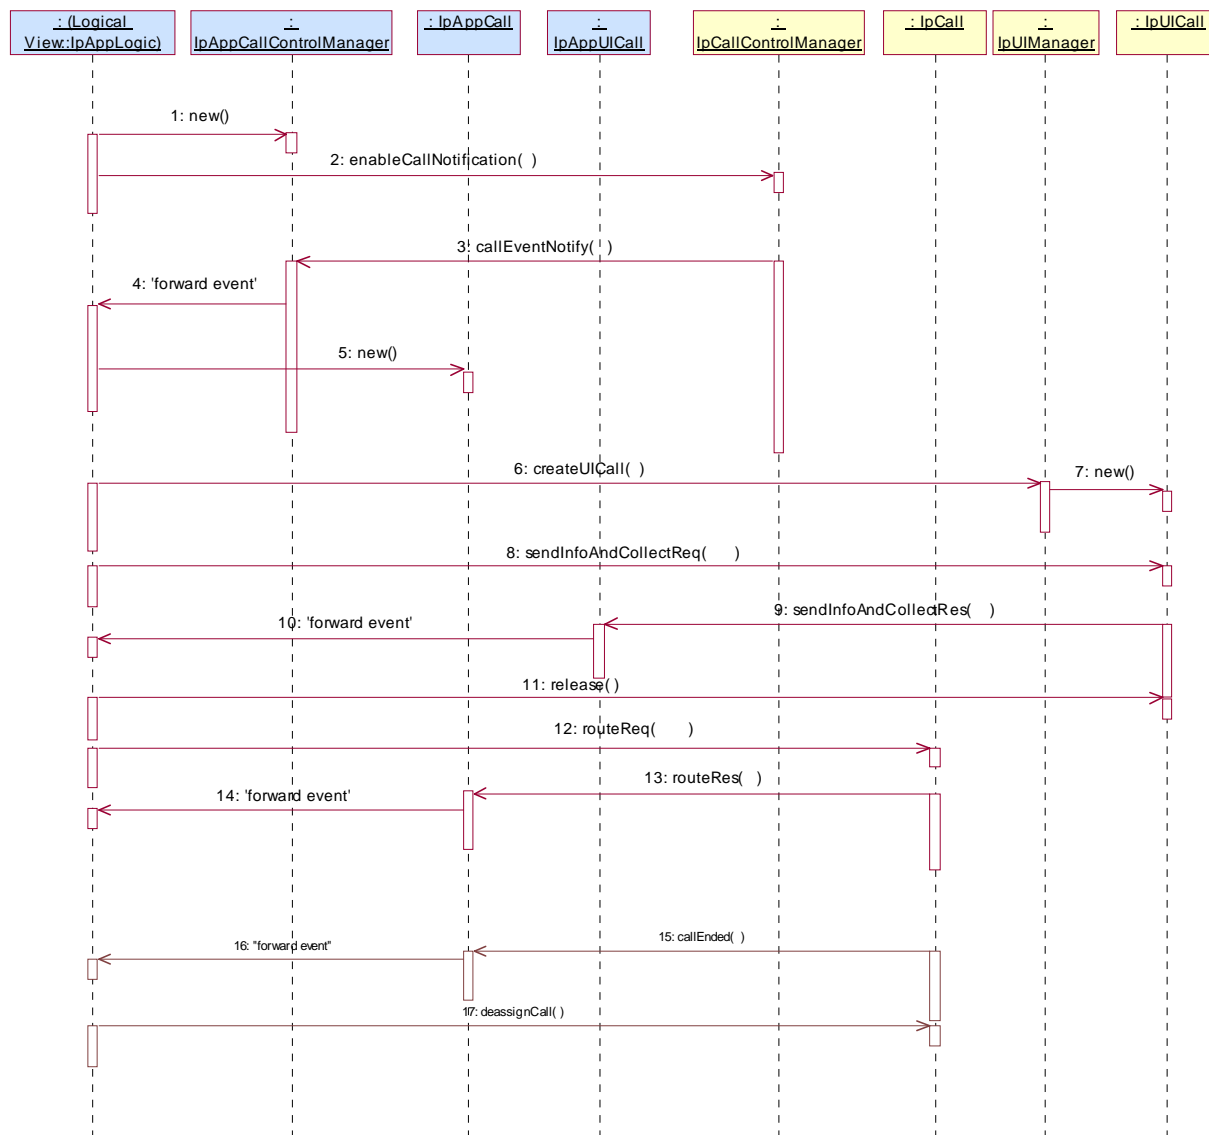 : (Logical
View::IpAppLogic)
:
IpAppCallControlManager
: IpAppCall
:
IpAppUICall
:
IpCallControlManager
: IpCall
:
IpUIManager
: IpUICall
1: new()
2: enableCallNotification( )
3: callEventNotify( )
4: 'forward event'
5: new()
6: createUICall( )
7: new()
8: sendInfoAndCollectReq( )
9: sendInfoAndCollectRes( )
10: 'forward event'
11: release( )
12: routeReq( )
13: routeRes( )
14: 'forward event'
15: callEnded( )
16: "forward event"
17: deassignCall( )